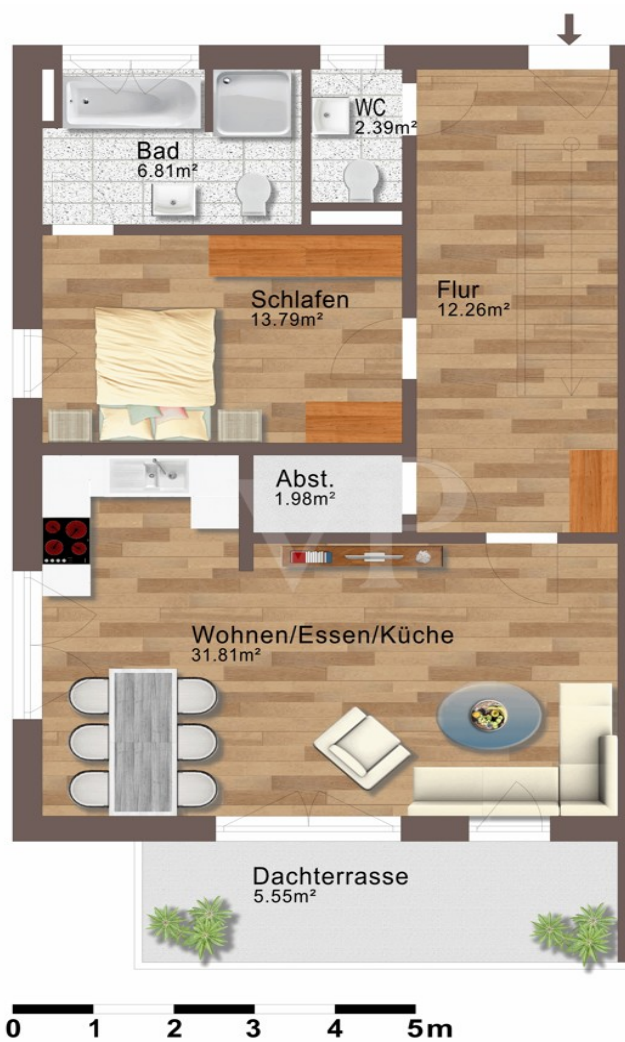 WC
2.39m²
Bad
6.81m²
Schlafen
13.79m²
Flur
12.26m²
Abst.
1.98m²
VP
Wohnen/Essen/Küche
31.81m²
Dachterrasse
5.55m²
0 1 2 3 4 5m